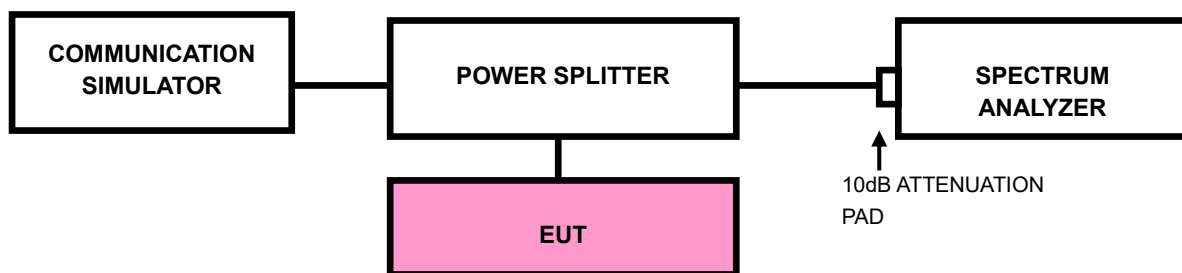 COMMUNICATION
SIMULATOR
POWER SPLITTER
SPECTRUM
ANALYZER
10dB ATTENUATION
PAD
EUT